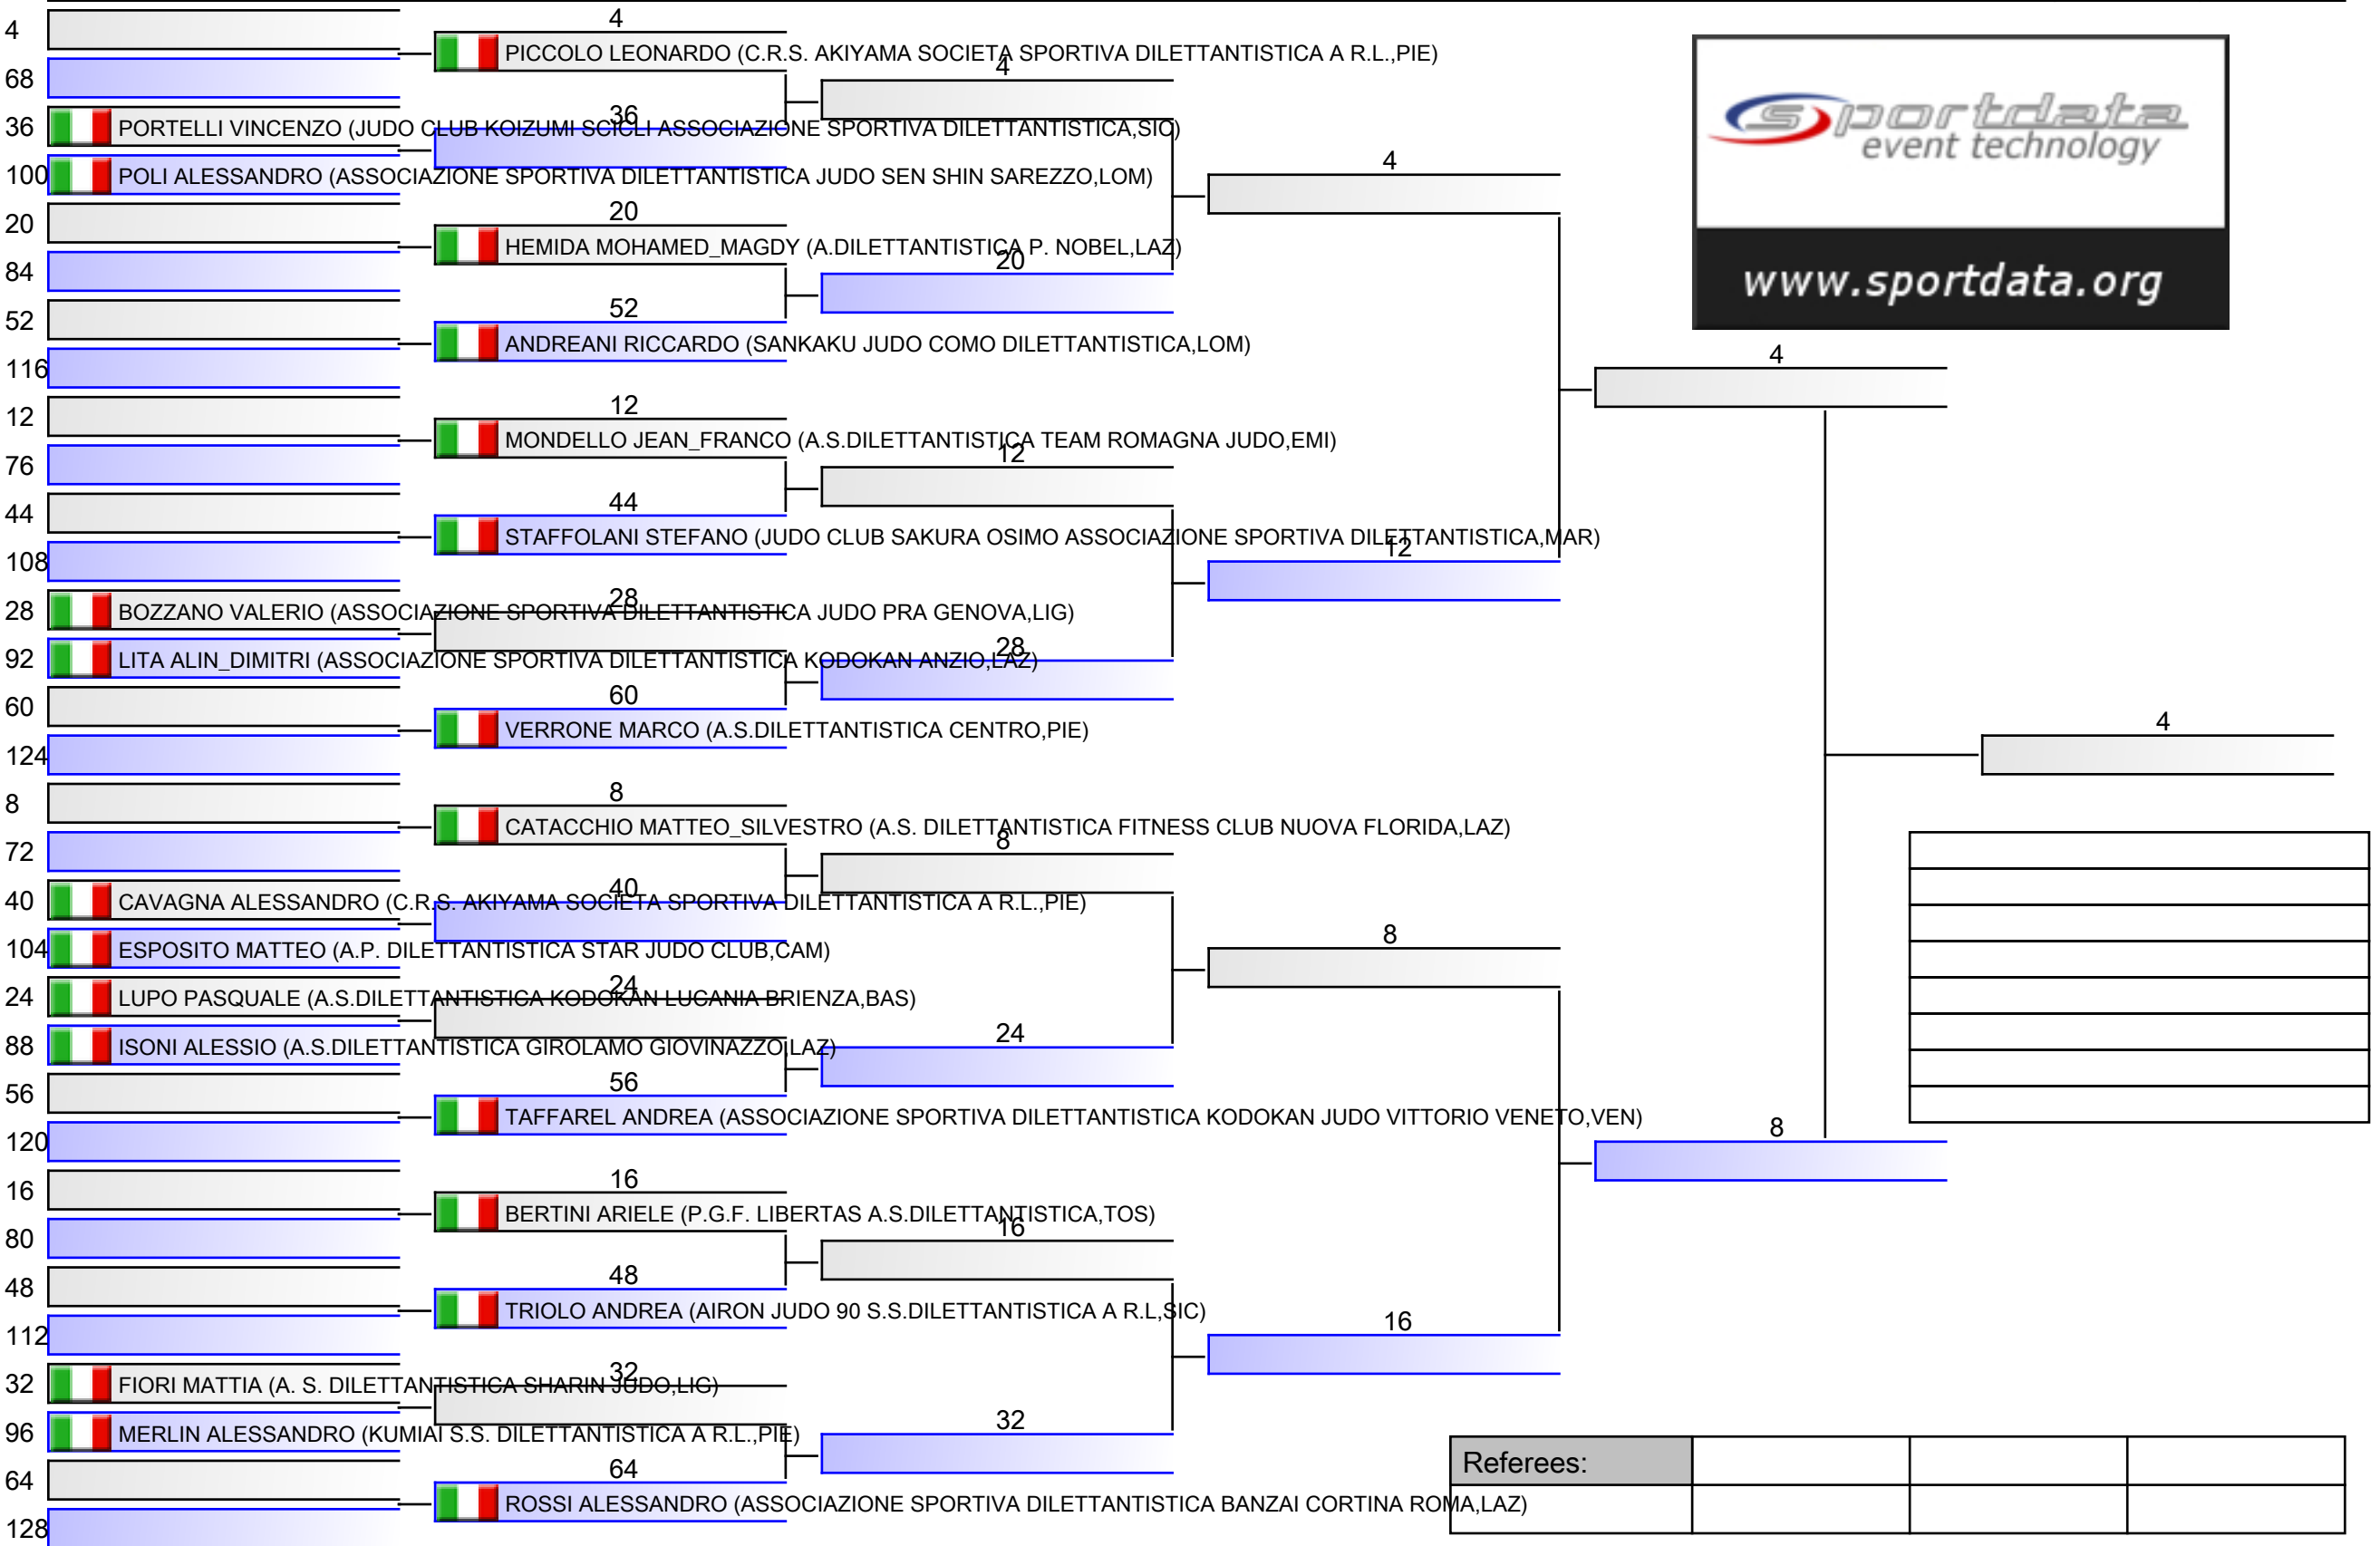 4
4
PICCOLO LEONARDO (C.R.S. AKIYAMA SOCIETA SPORTIVA DILETTANTISTICA A R.L.,PIE)
4
68
36
36
PORTELLI VINCENZO (JUDO CLUB KOIZUMI SCICLI ASSOCIAZIONE SPORTIVA DILETTANTISTICA,SIC)
100
POLI ALESSANDRO (ASSOCIAZIONE SPORTIVA DILETTANTISTICA JUDO SEN SHIN SAREZZO,LOM)
4
20
20
HEMIDA MOHAMED_MAGDY (A.DILETTANTISTICA P. NOBEL,LAZ)
20
84
52
52
ANDREANI RICCARDO (SANKAKU JUDO COMO DILETTANTISTICA,LOM)
116
4
12
12
MONDELLO JEAN_FRANCO (A.S.DILETTANTISTICA TEAM ROMAGNA JUDO,EMI)
12
76
44
44
STAFFOLANI STEFANO (JUDO CLUB SAKURA OSIMO ASSOCIAZIONE SPORTIVA DILETTANTISTICA,MAR)
12
108
28
28
BOZZANO VALERIO (ASSOCIAZIONE SPORTIVA DILETTANTISTICA JUDO PRA GENOVA,LIG)
28
92
LITA ALIN_DIMITRI (ASSOCIAZIONE SPORTIVA DILETTANTISTICA KODOKAN ANZIO,LAZ)
60
60
VERRONE MARCO (A.S.DILETTANTISTICA CENTRO,PIE)
4
124
8
8
CATACCHIO MATTEO_SILVESTRO (A.S. DILETTANTISTICA FITNESS CLUB NUOVA FLORIDA,LAZ)
8
72
40
40
CAVAGNA ALESSANDRO (C.R.S. AKIYAMA SOCIETA SPORTIVA DILETTANTISTICA A R.L.,PIE)
104
ESPOSITO MATTEO (A.P. DILETTANTISTICA STAR JUDO CLUB,CAM)
8
24
24
LUPO PASQUALE (A.S.DILETTANTISTICA KODOKAN LUCANIA BRIENZA,BAS)
24
88
ISONI ALESSIO (A.S.DILETTANTISTICA GIROLAMO GIOVINAZZO,LAZ)
56
56
TAFFAREL ANDREA (ASSOCIAZIONE SPORTIVA DILETTANTISTICA KODOKAN JUDO VITTORIO VENETO,VEN)
8
120
16
16
BERTINI ARIELE (P.G.F. LIBERTAS A.S.DILETTANTISTICA,TOS)
16
80
48
48
TRIOLO ANDREA (AIRON JUDO 90 S.S.DILETTANTISTICA A R.L,SIC)
16
112
32
32
FIORI MATTIA (A. S. DILETTANTISTICA SHARIN JUDO,LIG)
32
96
MERLIN ALESSANDRO (KUMIAI S.S. DILETTANTISTICA A R.L.,PIE)
64
64
ROSSI ALESSANDRO (ASSOCIAZIONE SPORTIVA DILETTANTISTICA BANZAI CORTINA ROMA,LAZ)
128
sportdata
event technology
www.sportdata.org
Referees: